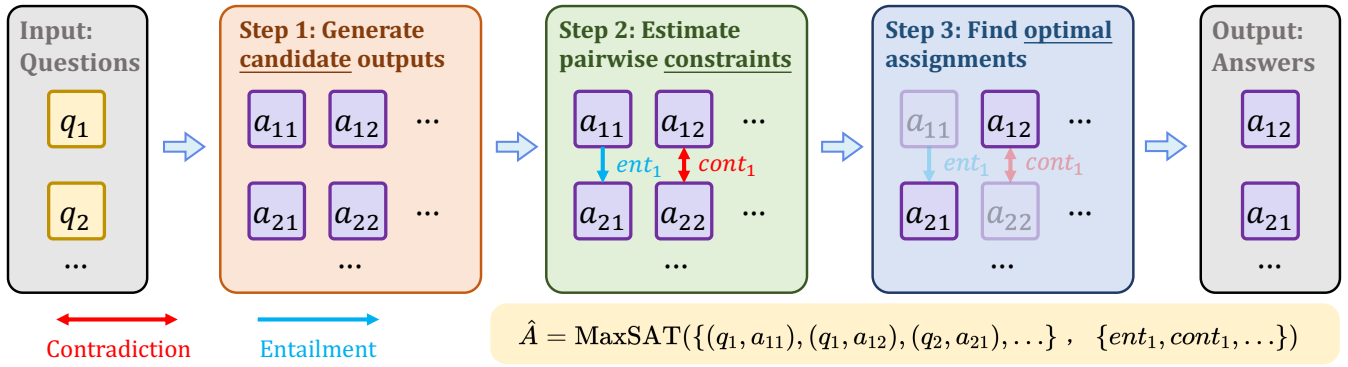 Input:
Questions
q₁
q₂
...
Step 1: Generate
candidate outputs
a₁₁ a₁₂ ...
a₂₁ a₂₂ ...
...
Step 2: Estimate
pairwise constraints
a₁₁ a₁₂ ...
ent₁ cont₁
a₂₁ a₂₂ ...
...
Step 3: Find optimal
assignments
a₁₁ a₁₂ ...
ent₁ cont₁
a₂₁ a₂₂ ...
...
Output:
Answers
a₁₂
a₂₁
...
Contradiction
Entailment
Â = MaxSAT({(q₁, a₁₁), (q₁, a₁₂), (q₂, a₂₁), ...} , {ent₁, cont₁, ...})